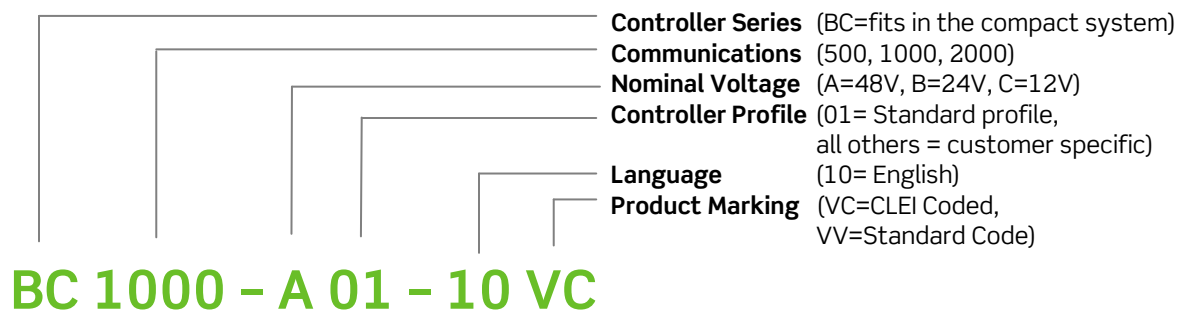 Controller Series (BC=fits in the compact system)
Communications (500, 1000, 2000)
Nominal Voltage (A=48V, B=24V, C=12V)
Controller Profile (01= Standard profile,
all others = customer specific)
Language (10= English)
Product Marking (VC=CLEI Coded,
VV=Standard Code)
BC 1000 – A 01 – 10 VC